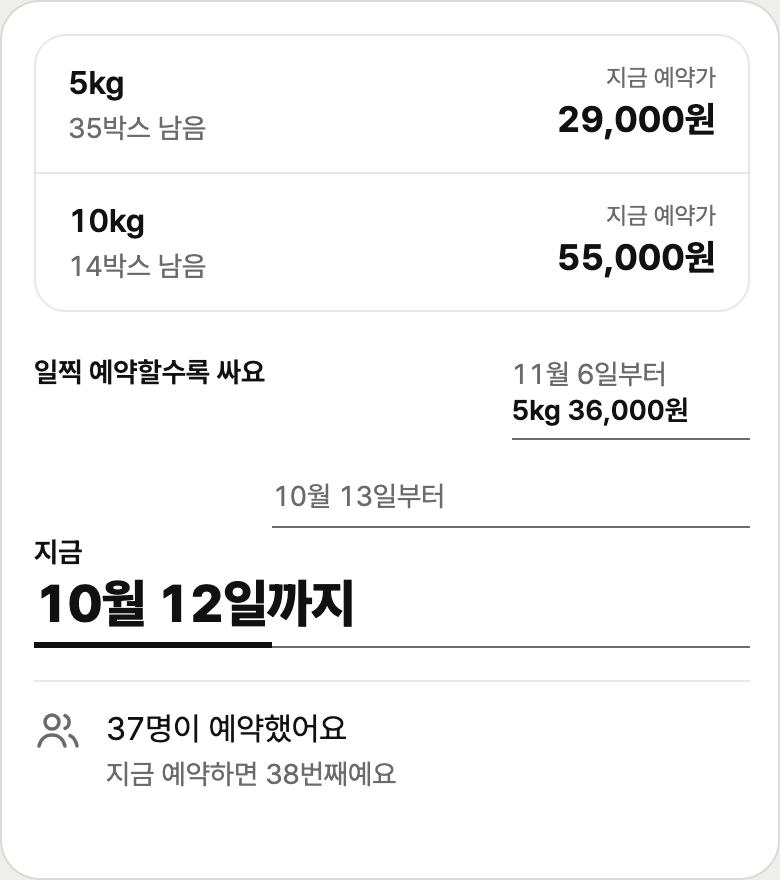 5kg
35박스 남음
지금 예약가
29,000원
10kg
14박스 남음
지금 예약가
55,000원
일찍 예약할수록 싸요
11월 6일부터
5kg 36,000원
10월 13일부터
지금
10월 12일까지
37명이 예약했어요
지금 예약하면 38번째예요